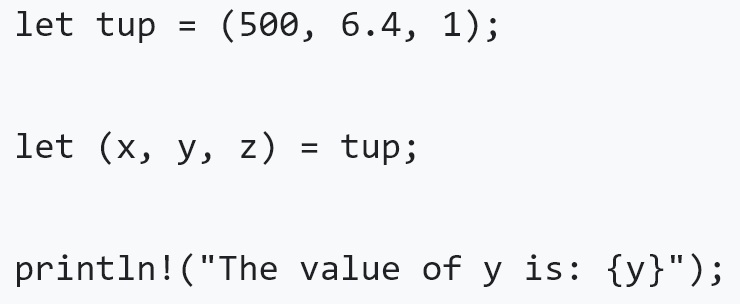 let tup = (500, 6.4, 1);
let (x, y, z) = tup;
println!("The value of y is: {y}");